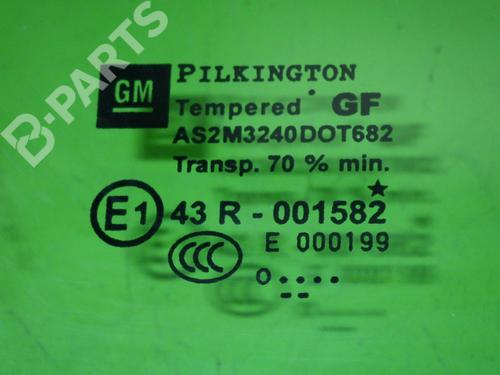 B-PARTS
GM PILKINGTON
Tempered GF
AS2M3240DOT682
Transp. 70 % min.
E1 43 R - 001582
CCC E 000199
o....
--